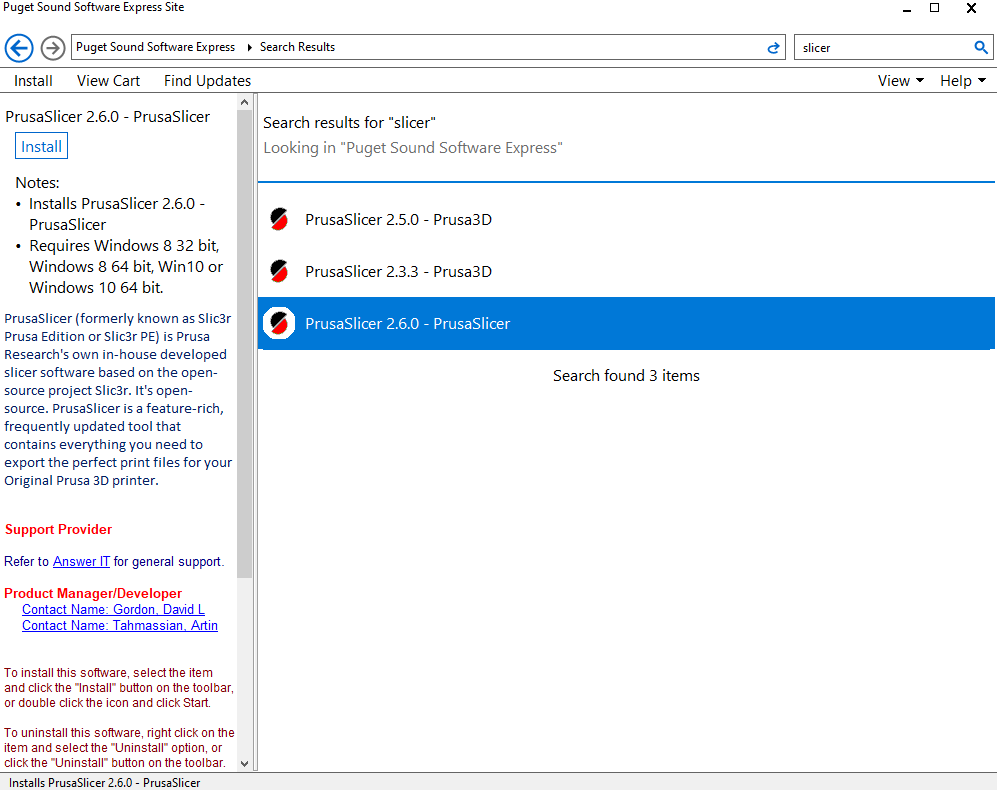 Puget Sound Software Express Site
Puget Sound Software Express Search Results
slicer
Install View Cart Find Updates View Help
PrusaSlicer 2.6.0 - PrusaSlicer
Install
Notes:
• Installs PrusaSlicer 2.6.0 -
PrusaSlicer
• Requires Windows 8 32 bit,
Windows 8 64 bit, Win10 or
Windows 10 64 bit.
PrusaSlicer (formerly known as Slic3r
Prusa Edition or Slic3r PE) is Prusa
Research's own in-house developed
slicer software based on the open-
source project Slic3r. It's open-
source. PrusaSlicer is a feature-rich,
frequently updated tool that
contains everything you need to
export the perfect print files for your
Original Prusa 3D printer.
Support Provider
Refer to Answer IT for general support.
Product Manager/Developer
Contact Name: Gordon, David L
Contact Name: Tahmassian, Artin
To install this software, select the item
and click the "Install" button on the toolbar,
or double click the icon and click Start.
To uninstall this software, right click on the
item and select the "Uninstall" option, or
click the "Uninstall" button on the toolbar.
Search results for "slicer"
Looking in "Puget Sound Software Express"
PrusaSlicer 2.5.0 - Prusa3D
PrusaSlicer 2.3.3 - Prusa3D
PrusaSlicer 2.6.0 - PrusaSlicer
Search found 3 items
Installs PrusaSlicer 2.6.0 - PrusaSlicer